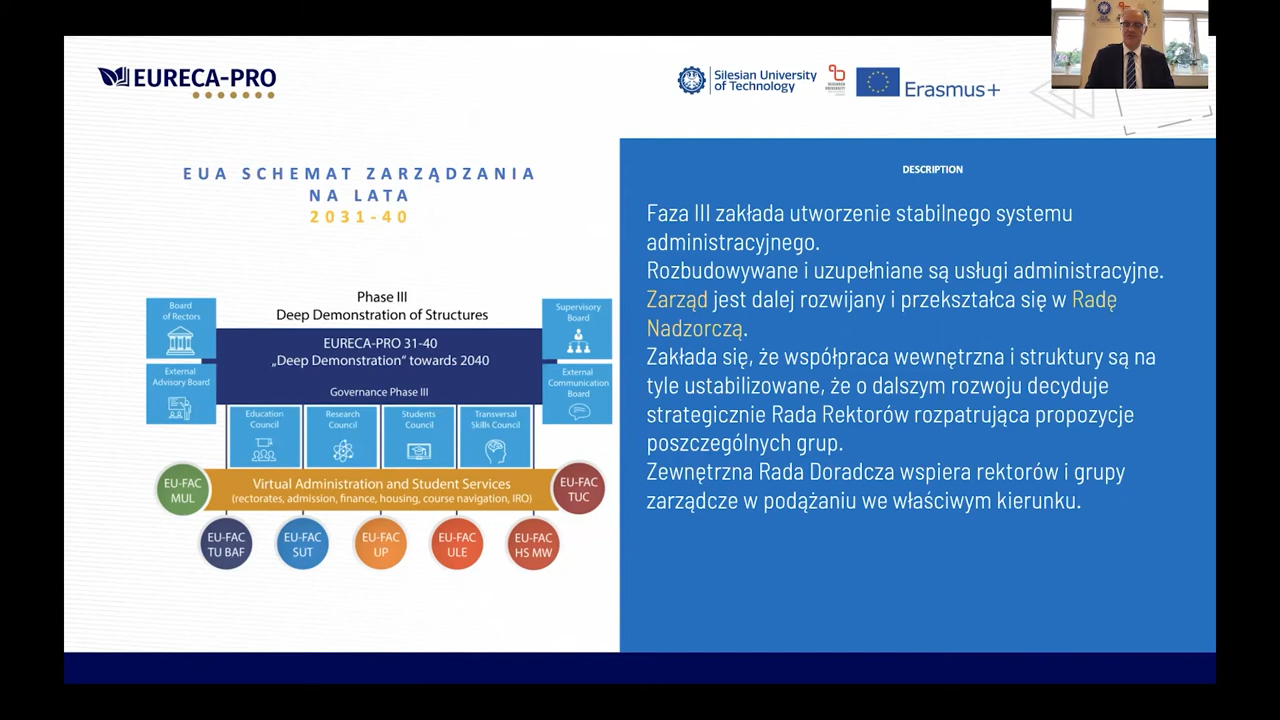 EURECA-PRO
Silesian University
of Technology
Erasmus+
EUA SCHEMAT ZARZĄDZANIA
NA LATA
2031-40
Phase III
Deep Demonstration of Structures
Board
of Rectors
External
Advisory Board
EURECA-PRO 31-40
„Deep Demonstration“ towards 2040
Governance Phase III
Supervisory
Board
External
Communication
Board
Education
Council
Research
Council
Students
Council
Transversal
Skills Council
EU-FAC
MUL
Virtual Administration and Student Services
(rectorates, admission, finance, housing, course navigation, IRO)
EU-FAC
TUC
EU-FAC
TU BAF
EU-FAC
SUT
EU-FAC
UP
EU-FAC
ULE
EU-FAC
HS MW
DESCRIPTION
Faza III zakłada utworzenie stabilnego systemu
administracyjnego.
Rozbudowywane i uzupełniane są usługi administracyjne.
Zarząd jest dalej rozwijany i przekształca się w Radę
Nadzorczą.
Zakłada się, że współpraca wewnętrzna i struktury są na
tyle ustabilizowane, że o dalszym rozwoju decyduje
strategicznie Rada Rektorów rozpatrująca propozycje
poszczególnych grup.
Zewnętrzna Rada Doradcza wspiera rektorów i grupy
zarządcze w podążaniu we właściwym kierunku.